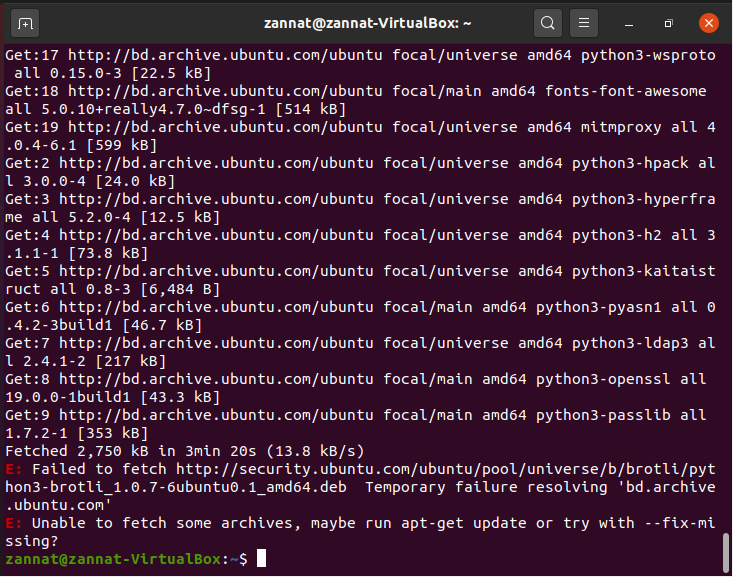 zannat@zannat-VirtualBox: ~
Get:17 http://bd.archive.ubuntu.com/ubuntu focal/universe amd64 python3-wsproto
 all 0.15.0-3 [22.5 kB]
Get:18 http://bd.archive.ubuntu.com/ubuntu focal/main amd64 fonts-font-awesome
all 5.0.10+really4.7.0~dfsg-1 [514 kB]
Get:19 http://bd.archive.ubuntu.com/ubuntu focal/universe amd64 mitmproxy all 4
.0.4-6.1 [599 kB]
Get:2 http://bd.archive.ubuntu.com/ubuntu focal/universe amd64 python3-hpack al
l 3.0.0-4 [24.0 kB]
Get:3 http://bd.archive.ubuntu.com/ubuntu focal/universe amd64 python3-hyperfra
me all 5.2.0-4 [12.5 kB]
Get:4 http://bd.archive.ubuntu.com/ubuntu focal/universe amd64 python3-h2 all 3
.1.1-1 [73.8 kB]
Get:5 http://bd.archive.ubuntu.com/ubuntu focal/universe amd64 python3-kaitaist
ruct all 0.8-3 [6,484 B]
Get:6 http://bd.archive.ubuntu.com/ubuntu focal/main amd64 python3-pyasn1 all 0
.4.2-3build1 [46.7 kB]
Get:7 http://bd.archive.ubuntu.com/ubuntu focal/universe amd64 python3-ldap3 al
l 2.4.1-2 [217 kB]
Get:8 http://bd.archive.ubuntu.com/ubuntu focal/main amd64 python3-openssl all
19.0.0-1build1 [43.3 kB]
Get:9 http://bd.archive.ubuntu.com/ubuntu focal/main amd64 python3-passlib all
1.7.2-1 [353 kB]
Fetched 2,750 kB in 3min 20s (13.8 kB/s)
E: Failed to fetch http://security.ubuntu.com/ubuntu/pool/universe/b/brotli/pyt
hon3-brotli_1.0.7-6ubuntu0.1_amd64.deb  Temporary failure resolving 'bd.archive
.ubuntu.com'
E: Unable to fetch some archives, maybe run apt-get update or try with --fix-mi
ssing?
zannat@zannat-VirtualBox:~$